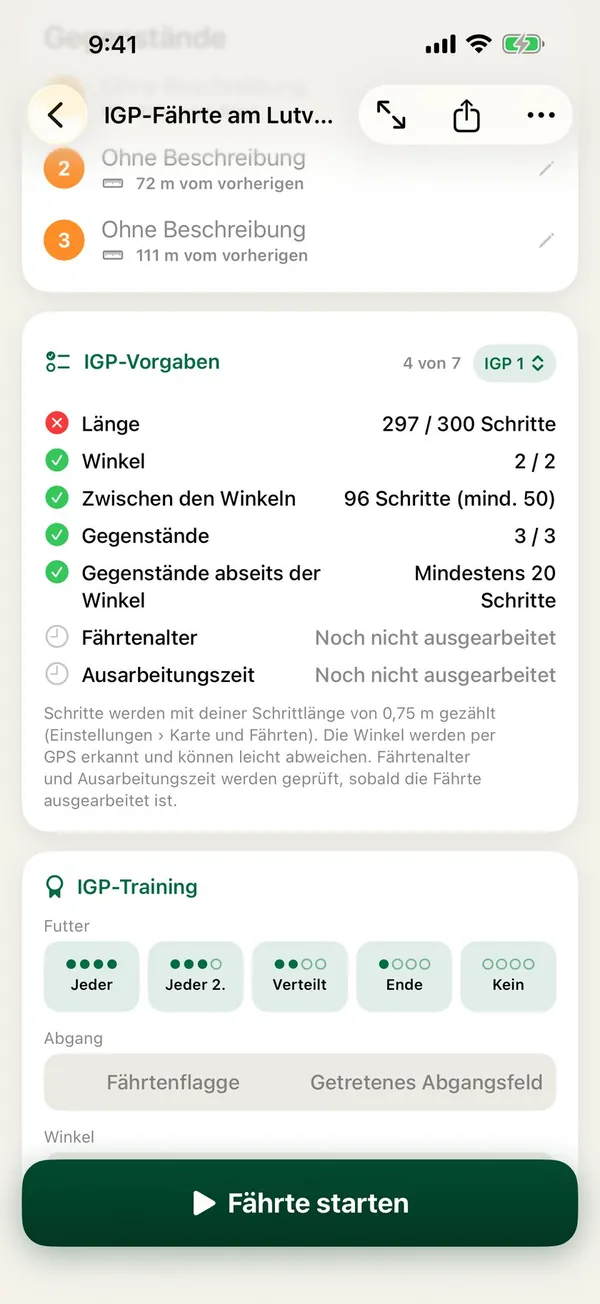 Gegenstände
9:41
IGP-Fährte am Lutv...
Ohne Beschreibung
2
Ohne Beschreibung
72 m vom vorherigen
3
Ohne Beschreibung
111 m vom vorherigen
IGP-Vorgaben
4 von 7
IGP 1
Länge
297 / 300 Schritte
Winkel
2 / 2
Zwischen den Winkeln
96 Schritte (mind. 50)
Gegenstände
3 / 3
Gegenstände abseits der
Winkel
Mindestens 20
Schritte
Fährtenalter
Noch nicht ausgearbeitet
Ausarbeitungszeit
Noch nicht ausgearbeitet
Schritte werden mit deiner Schrittlänge von 0,75 m gezählt
(Einstellungen › Karte und Fährten). Die Winkel werden per
GPS erkannt und können leicht abweichen. Fährtenalter
und Ausarbeitungszeit werden geprüft, sobald die Fährte
ausgearbeitet ist.
IGP-Training
Futter
Jeder
Jeder 2.
Verteilt
Ende
Kein
Abgang
Fährtenflagge
Getretenes Abgangsfeld
Winkel
Fährte starten